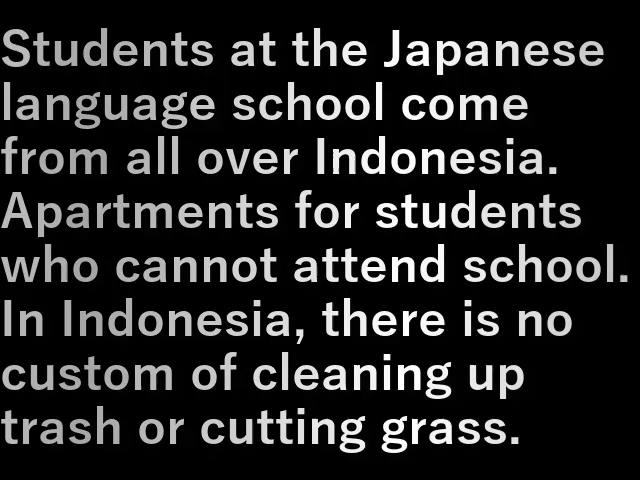 Students at the Japanese
language school come
from all over Indonesia.
Apartments for students
who cannot attend school.
In Indonesia, there is no
custom of cleaning up
trash or cutting grass.